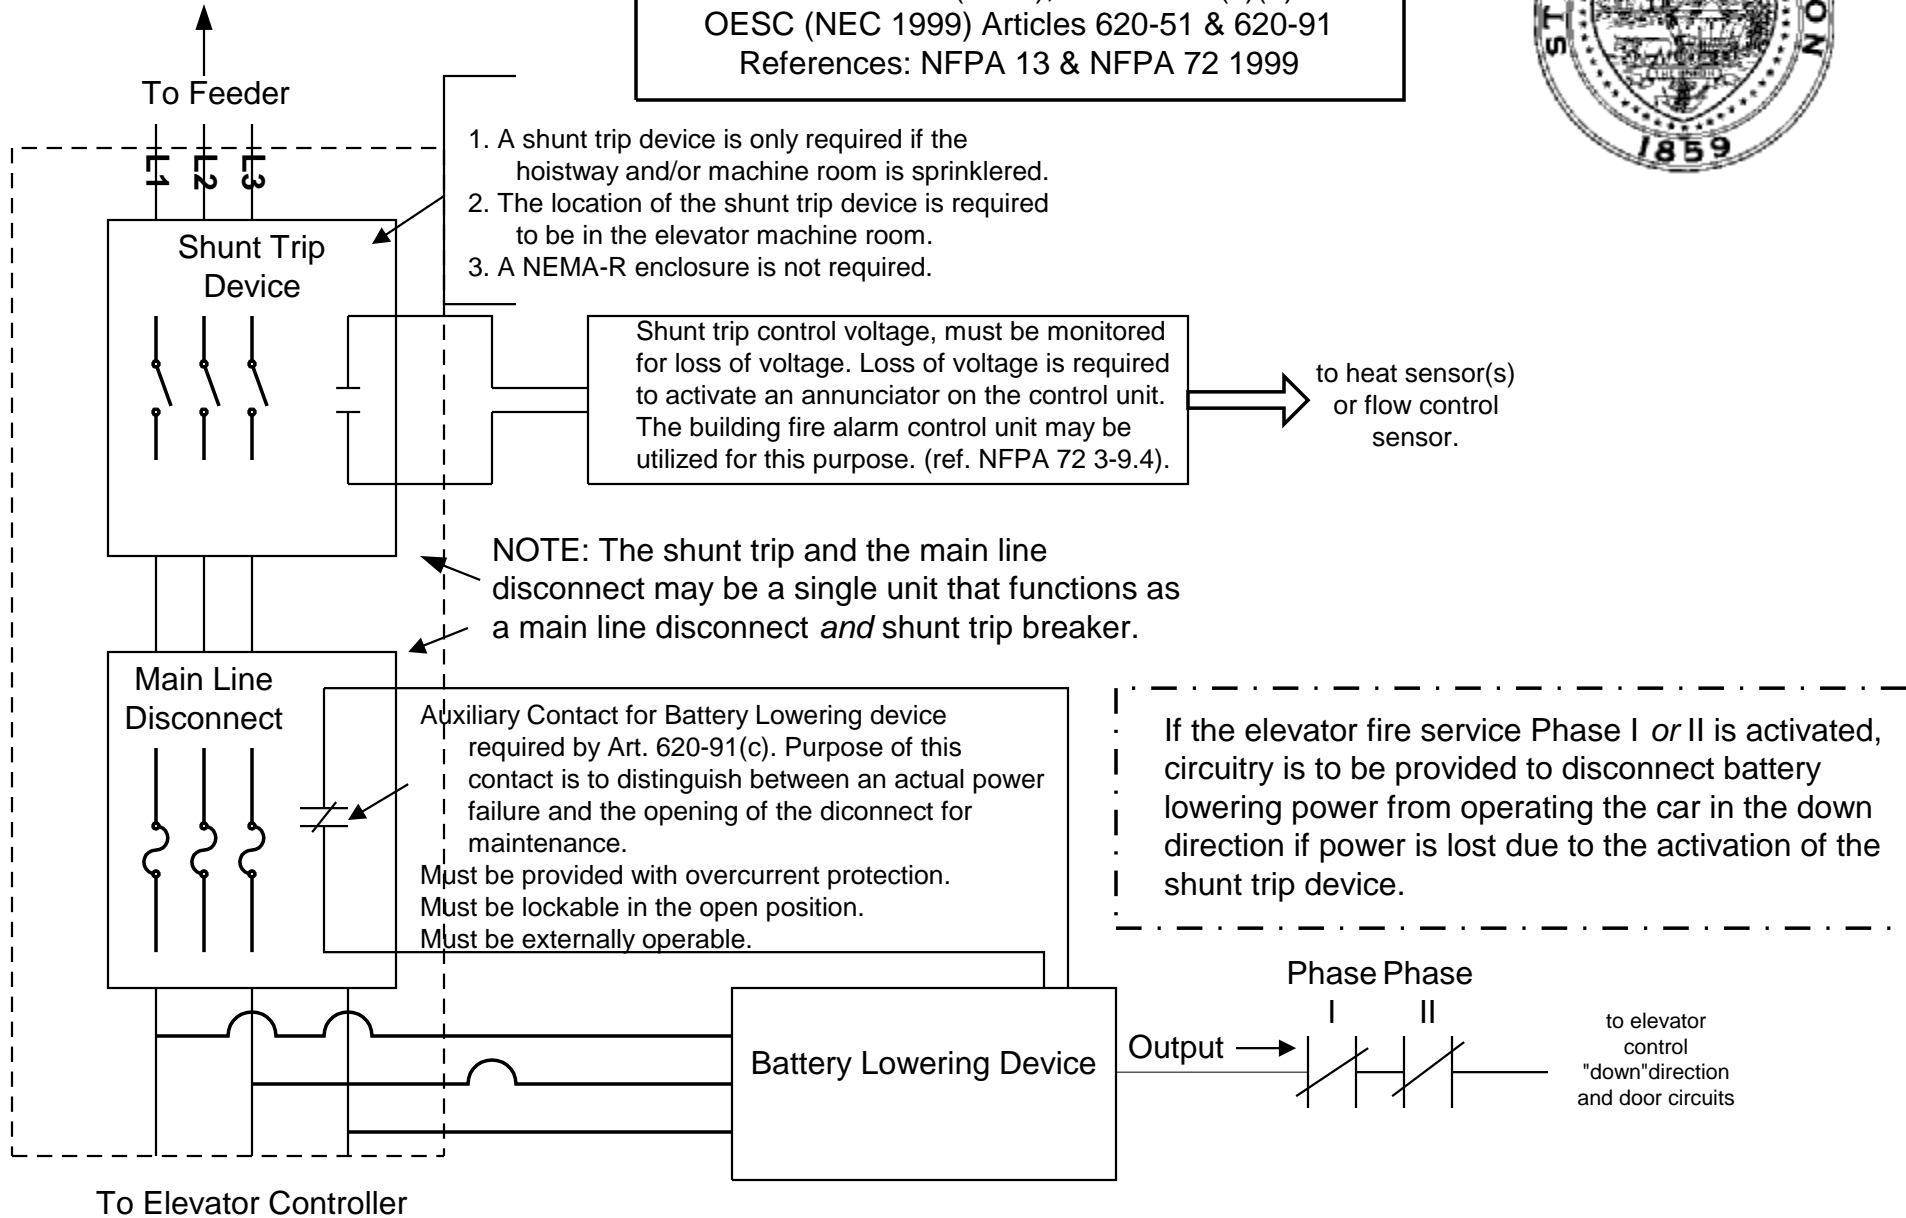 OESC (NEC 1999) Articles 620-51 & 620-91
References: NFPA 13 & NFPA 72 1999
1859
To Feeder
L1
L2
L3
1. A shunt trip device is only required if the
hoistway and/or machine room is sprinklered.
2. The location of the shunt trip device is required
to be in the elevator machine room.
3. A NEMA-R enclosure is not required.
Shunt Trip
Device
Shunt trip control voltage, must be monitored
for loss of voltage. Loss of voltage is required
to activate an annunciator on the control unit.
The building fire alarm control unit may be
utilized for this purpose. (ref. NFPA 72 3-9.4).
to heat sensor(s)
or flow control
sensor.
NOTE: The shunt trip and the main line
disconnect may be a single unit that functions as
a main line disconnect and shunt trip breaker.
Main Line
Disconnect
Auxiliary Contact for Battery Lowering device
required by Art. 620-91(c). Purpose of this
contact is to distinguish between an actual power
failure and the opening of the diconnect for
maintenance.
Must be provided with overcurrent protection.
Must be lockable in the open position.
Must be externally operable.
If the elevator fire service Phase I or II is activated,
circuitry is to be provided to disconnect battery
lowering power from operating the car in the down
direction if power is lost due to the activation of the
shunt trip device.
Battery Lowering Device
Output
Phase
I
Phase
II
to elevator
control
"down"direction
and door circuits
To Elevator Controller